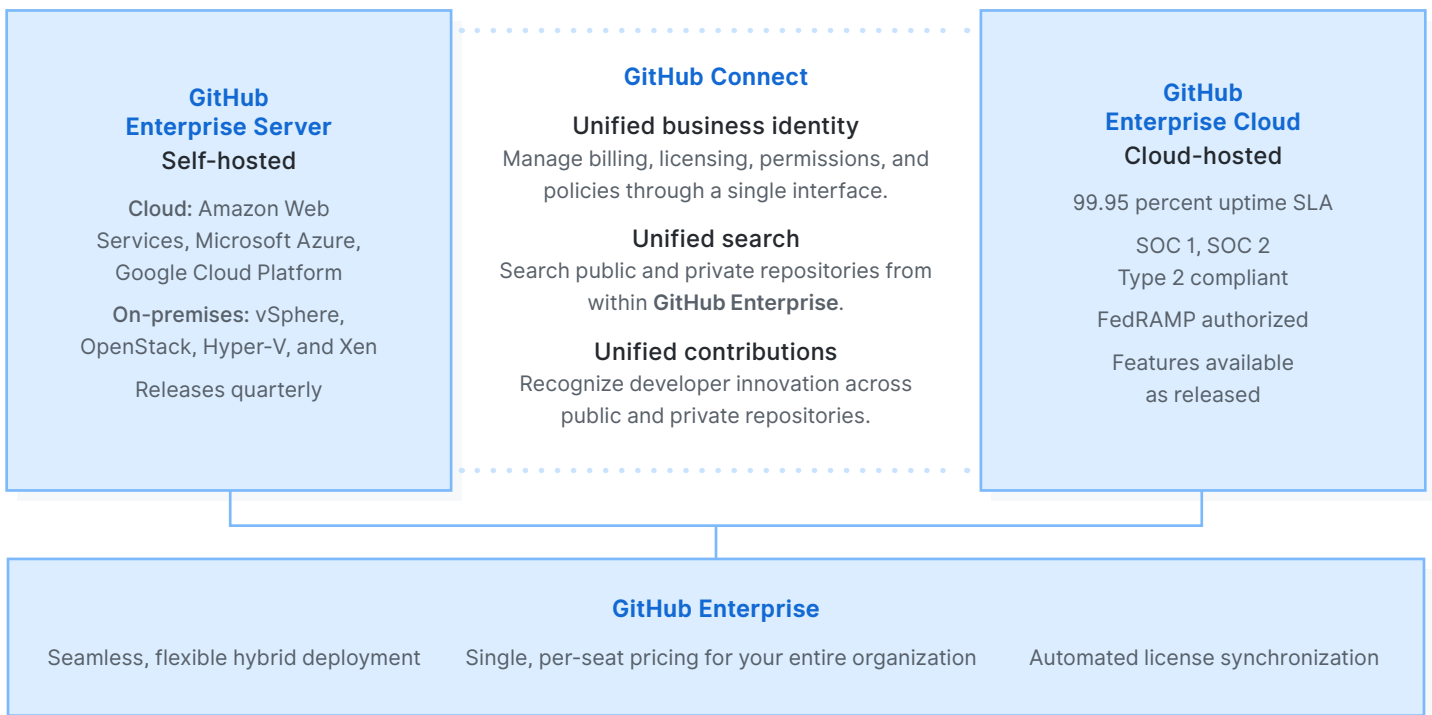 GitHub
Enterprise Server
Self-hosted
Cloud: Amazon Web
Services, Microsoft Azure,
Google Cloud Platform
On-premises: vSphere,
OpenStack, Hyper-V, and Xen
Releases quarterly
GitHub Connect
Unified business identity
Manage billing, licensing, permissions, and
policies through a single interface.
Unified search
Search public and private repositories from
within GitHub Enterprise.
Unified contributions
Recognize developer innovation across
public and private repositories.
GitHub
Enterprise Cloud
Cloud-hosted
99.95 percent uptime SLA
SOC 1, SOC 2
Type 2 compliant
FedRAMP authorized
Features available
as released
GitHub Enterprise
Seamless, flexible hybrid deployment
Single, per-seat pricing for your entire organization
Automated license synchronization